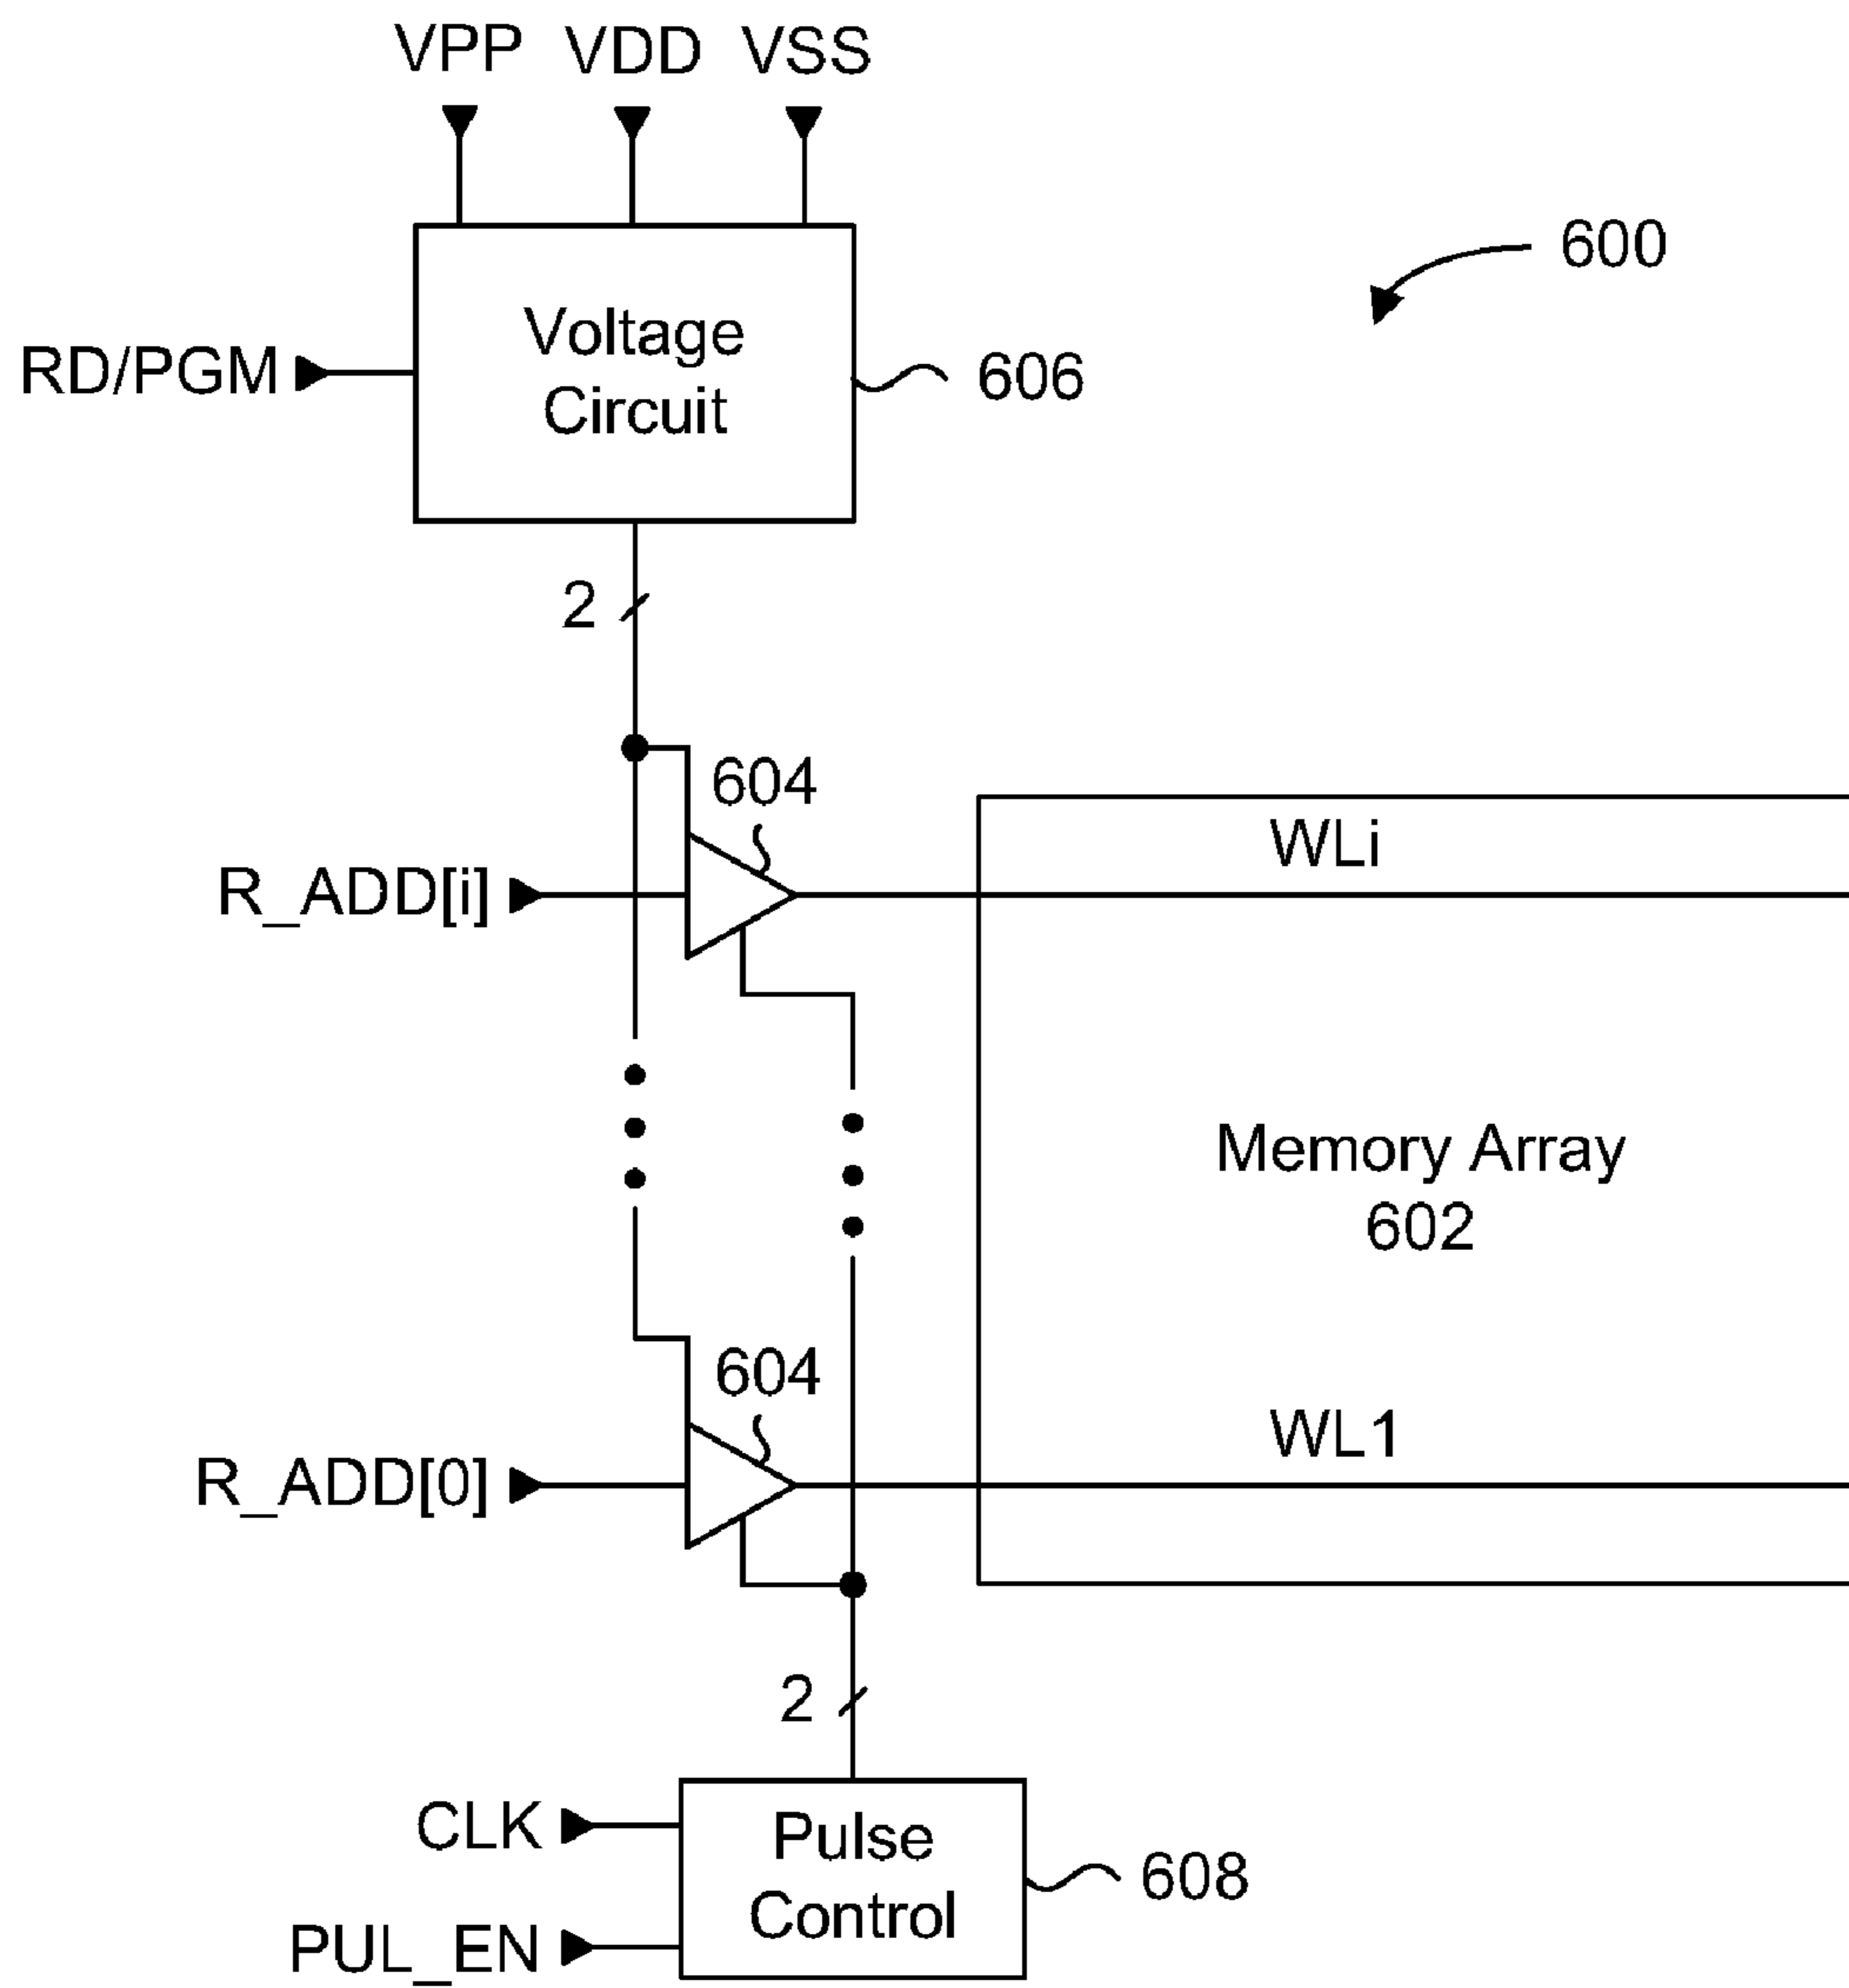 VPP VDD VSS
600
RD/PGM
Voltage
Circuit
606
2
604
R_ADD[i]
WLi
Memory Array
602
604
R_ADD[0]
WL1
2
CLK
Pulse
Control
608
PUL_EN